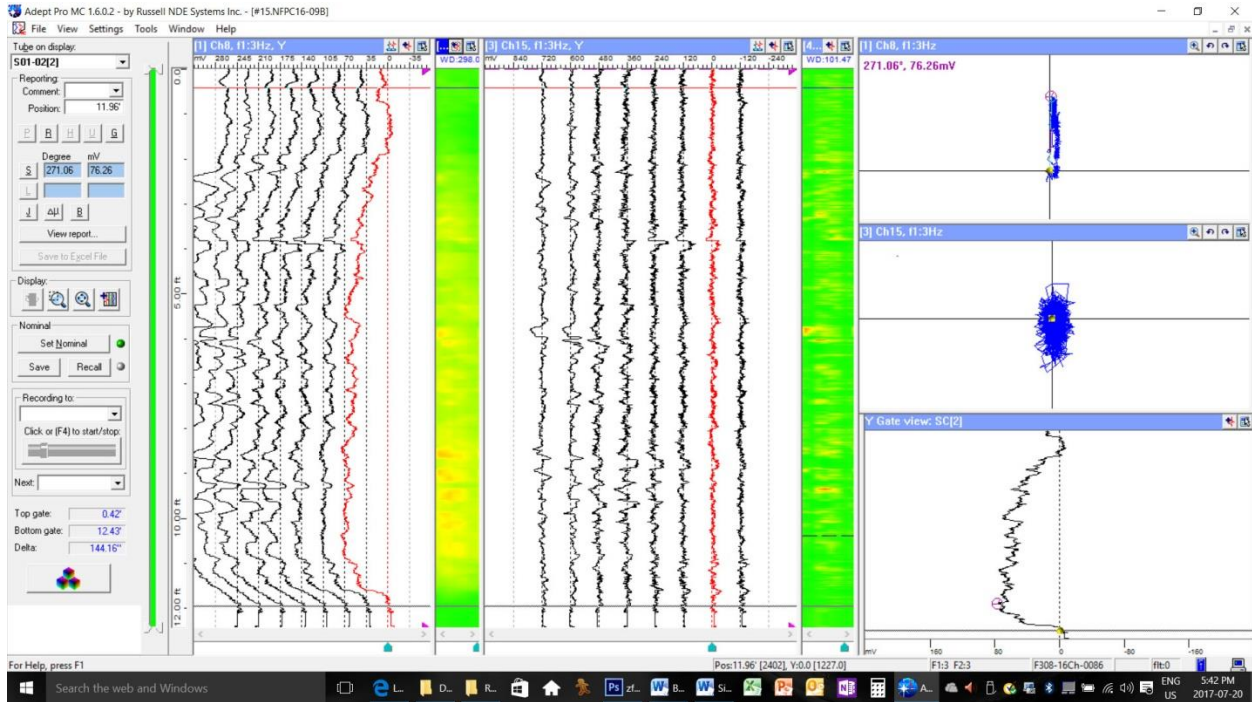 Adept Pro MC 1.6.0.2 - by Russell NDE Systems Inc. - [#15.NFPC16-09B]
File View Settings Tools Window Help
Tube on display:
S01-02[2]
Reporting:
Comment:
Position: 11.96'
P R H U G
Degree mV
S 271.06 76.26
L
J Δμ B
View report...
Save to Excel File
Display:
Nominal
Set Nominal
Save Recall
Recording to:
Click or (F4) to start/stop:
Next:
Top gate: 0.42'
Bottom gate: 12.43'
Delta: 144.16"
[1] Ch8, f1:3Hz, Y
mV 280 245 210 175 140 105 70 35 0 -35
0.0
5.00 ft
10.00 ft
12.00 ft
[...
WD:298.0
[3] Ch15, f1:3Hz, Y
mV 840 720 600 480 360 240 120 0 -120 -240
[4...
WD:101.47
[1] Ch8, f1:3Hz
271.06°, 76.26mV
[3] Ch15, f1:3Hz
Y Gate view: SC[2]
mV 160 80 0 -80 -160
For Help, press F1
Pos:11.96' [2402], Y:0.0 [1227.0]
F1:3 F2:3
F308-16Ch-0086
flt:0
Search the web and Windows
L...
D...
R...
zf...
B...
Si...
A...
ENG
US
5:42 PM
2017-07-20